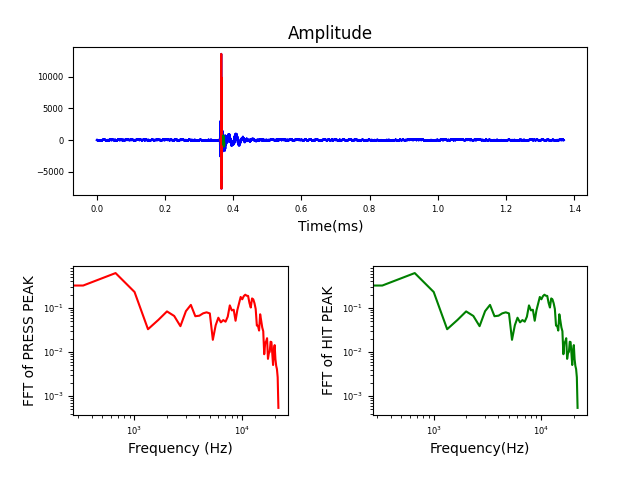 Amplitude
10000
5000
0
−5000
0.0 0.2 0.4 0.6 0.8 1.0 1.2 1.4
Time(ms)
FFT of PRESS PEAK
10⁻¹
10⁻²
10⁻³
10³ 10⁴
Frequency (Hz)
FFT of HIT PEAK
10⁻¹
10⁻²
10⁻³
10³ 10⁴
Frequency(Hz)